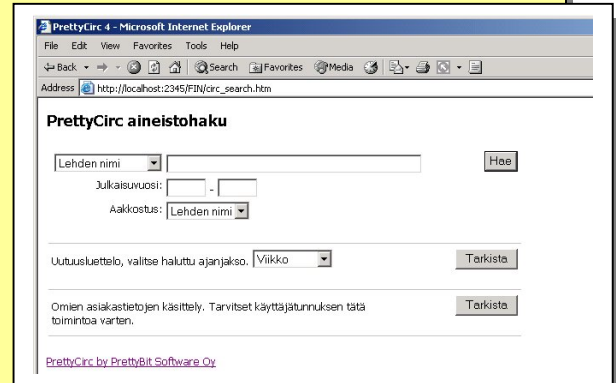 PrettyCirc 4 - Microsoft Internet Explorer
File Edit View Favorites Tools Help
Back Search Favorites Media
Address http://localhost:2345/FIN/circ_search.htm
PrettyCirc aineistohaku
Lehden nimi Hae
Julkaisuvuosi: -
Aakkostus: Lehden nimi
Uutuusluettelo, valitse haluttu ajanjakso. Viikko Tarkista
Omien asiakastietojen käsittely. Tarvitset käyttäjätunnuksen tätä Tarkista
toimintoa varten.
PrettyCirc by PrettyBit Software Oy